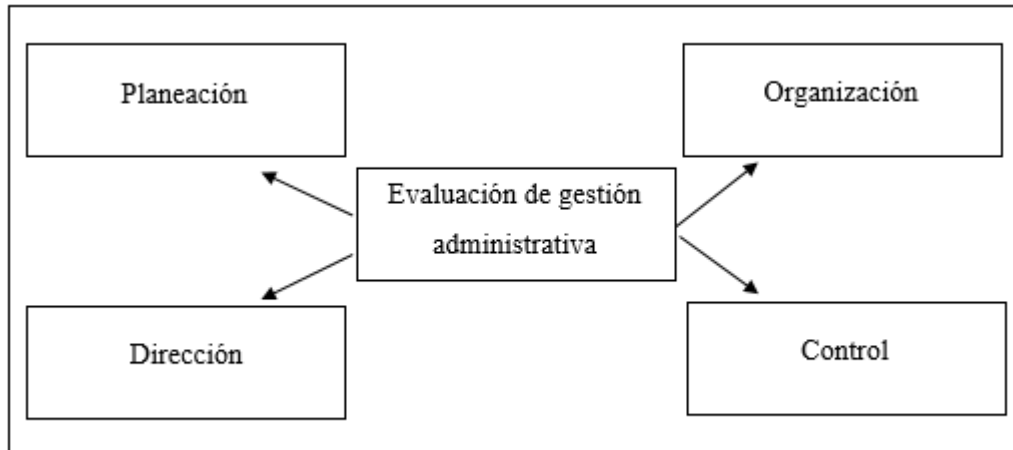 Planeación
Organización
Evaluación de gestión
administrativa
Dirección
Control